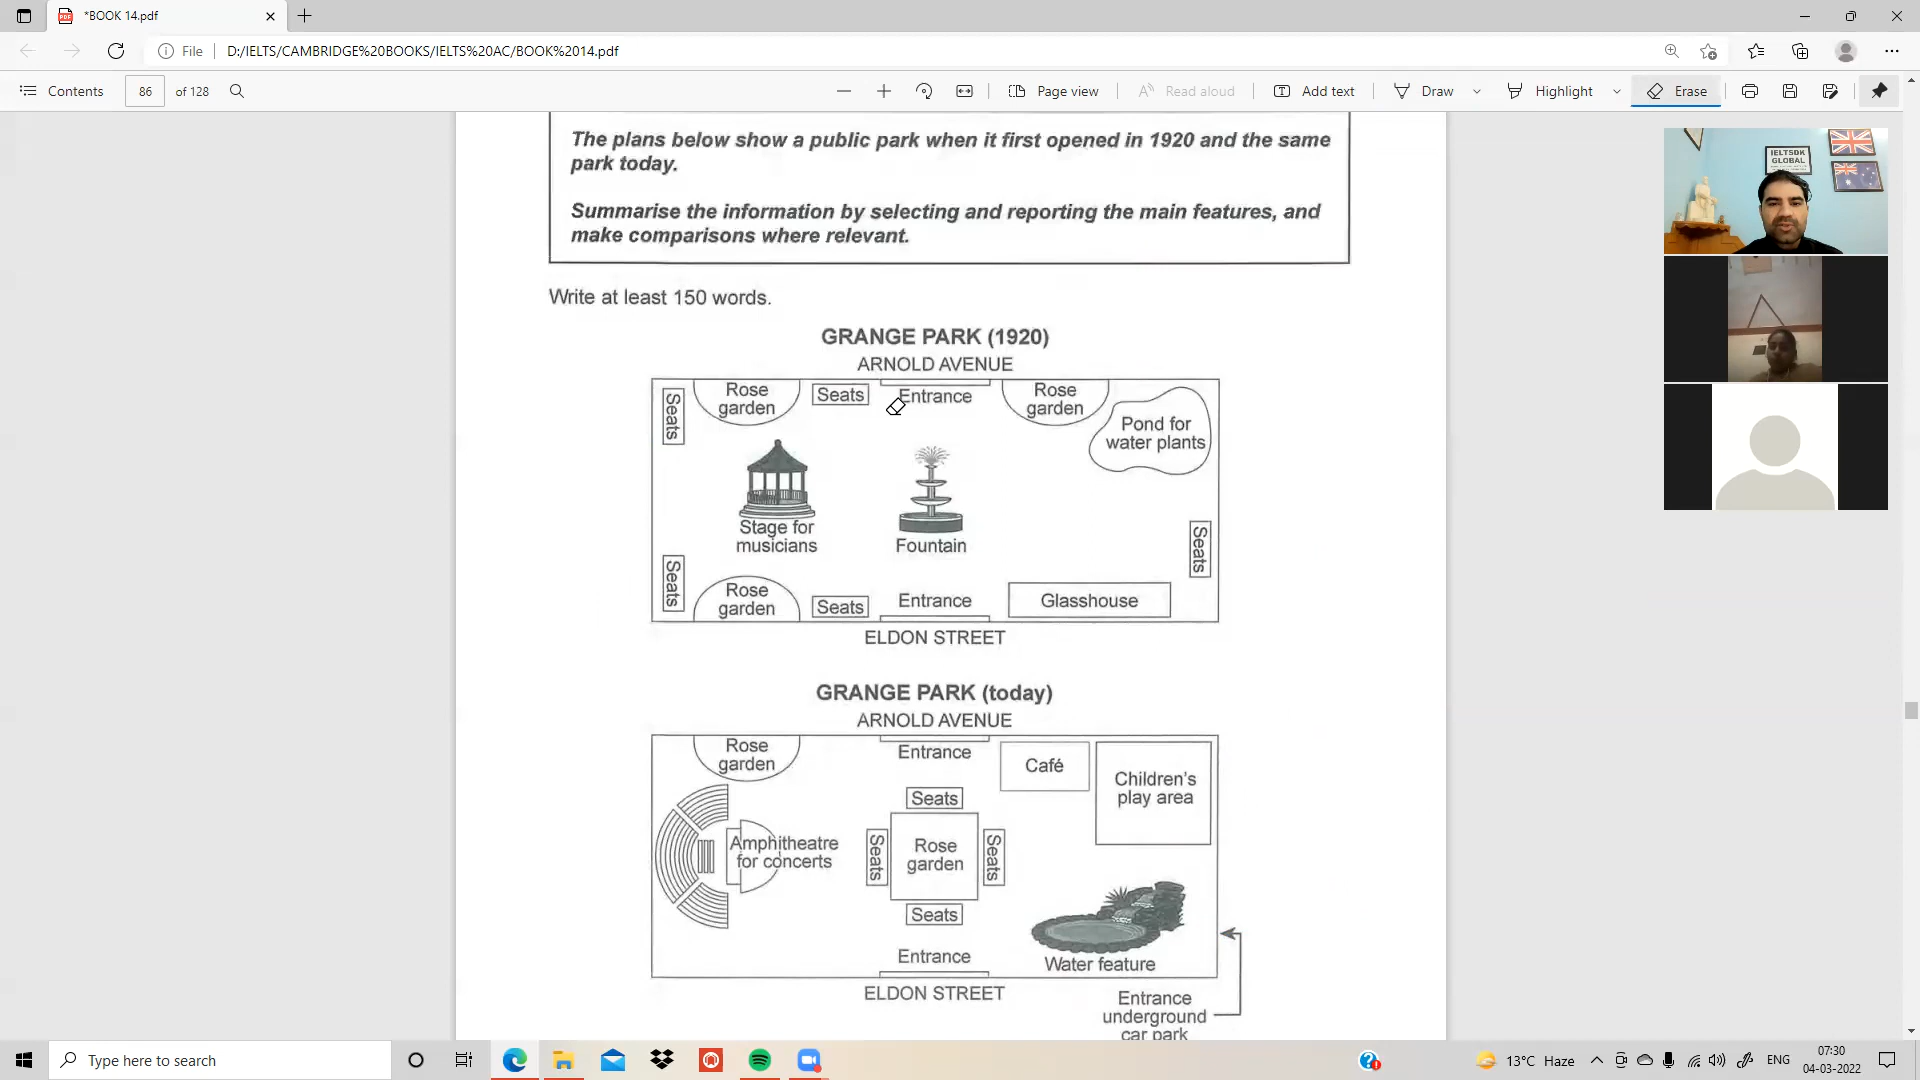 *BOOK 14.pdf
File
D:/IELTS/CAMBRIDGE%20BOOKS/IELTS%20AC/BOOK%2014.pdf
Contents
86
of 128
Page view
Read aloud
Add text
Draw
Highlight
Erase
The plans below show a public park when it first opened in 1920 and the same
park today.
Summarise the information by selecting and reporting the main features, and
make comparisons where relevant.
Write at least 150 words.
GRANGE PARK (1920)
ARNOLD AVENUE
Seats
Rose
garden
Seats
Entrance
Rose
garden
Pond for
water plants
Stage for
musicians
Fountain
Seats
Seats
Rose
garden
Seats
Entrance
Glasshouse
ELDON STREET
GRANGE PARK (today)
ARNOLD AVENUE
Rose
garden
Entrance
Café
Children's
play area
Seats
Amphitheatre
for concerts
Seats
Rose
garden
Seats
Seats
Entrance
Water feature
ELDON STREET
Entrance
underground
car park
IELTSDK
GLOBAL
Type here to search
13°C Haze
ENG
07:30
04-03-2022